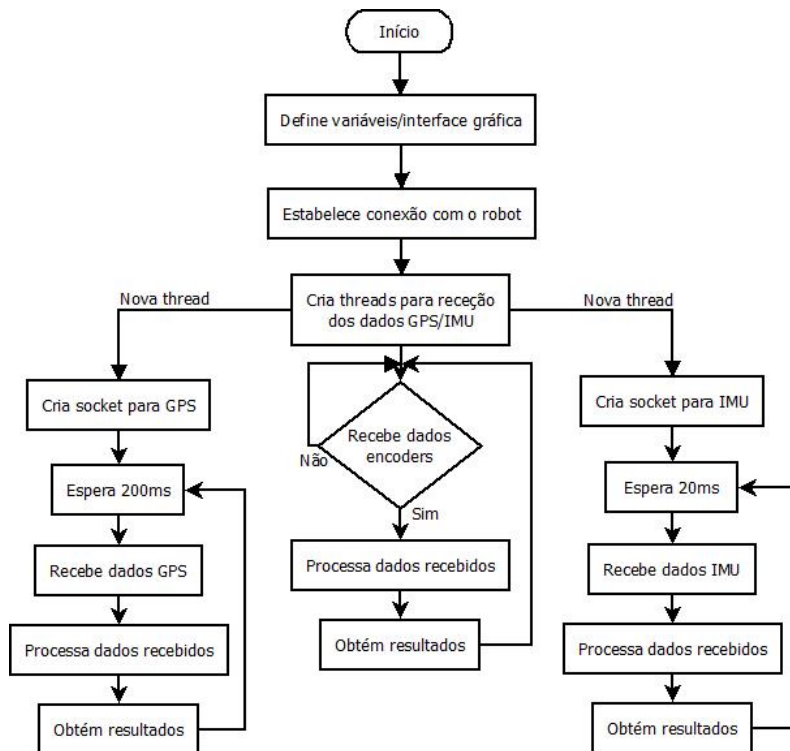 Início
Define variáveis/interface gráfica
Estabelece conexão com o robot
Cria threads para receção
dos dados GPS/IMU
Nova thread
Nova thread
Cria socket para GPS
Espera 200ms
Recebe dados GPS
Processa dados recebidos
Obtém resultados
Recebe dados
encoders
Não
Sim
Processa dados recebidos
Obtém resultados
Cria socket para IMU
Espera 20ms
Recebe dados IMU
Processa dados recebidos
Obtém resultados